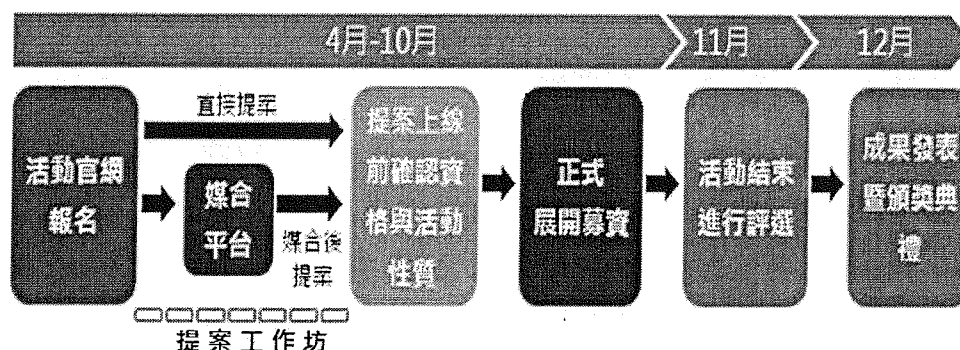 4月-10月
11月
12月
活動官網
報名
直接提案
媒合
平台
媒合後
提案
提案上線
前確認資
格與活動
性質
正式
展開募資
活動結束
進行評選
成果發表
暨頒獎典
禮
提案工作坊